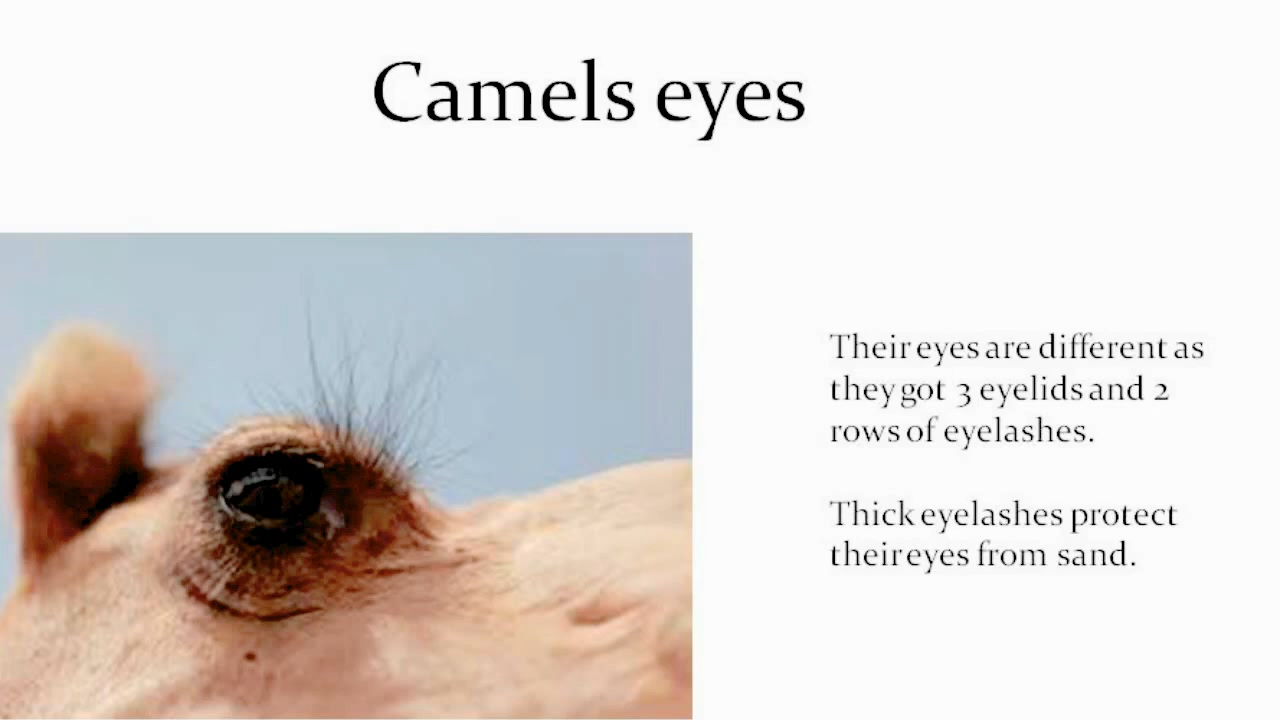 Camels eyes
Their eyes are different as
they got 3 eyelids and 2
rows of eyelashes.
Thick eyelashes protect
their eyes from sand.